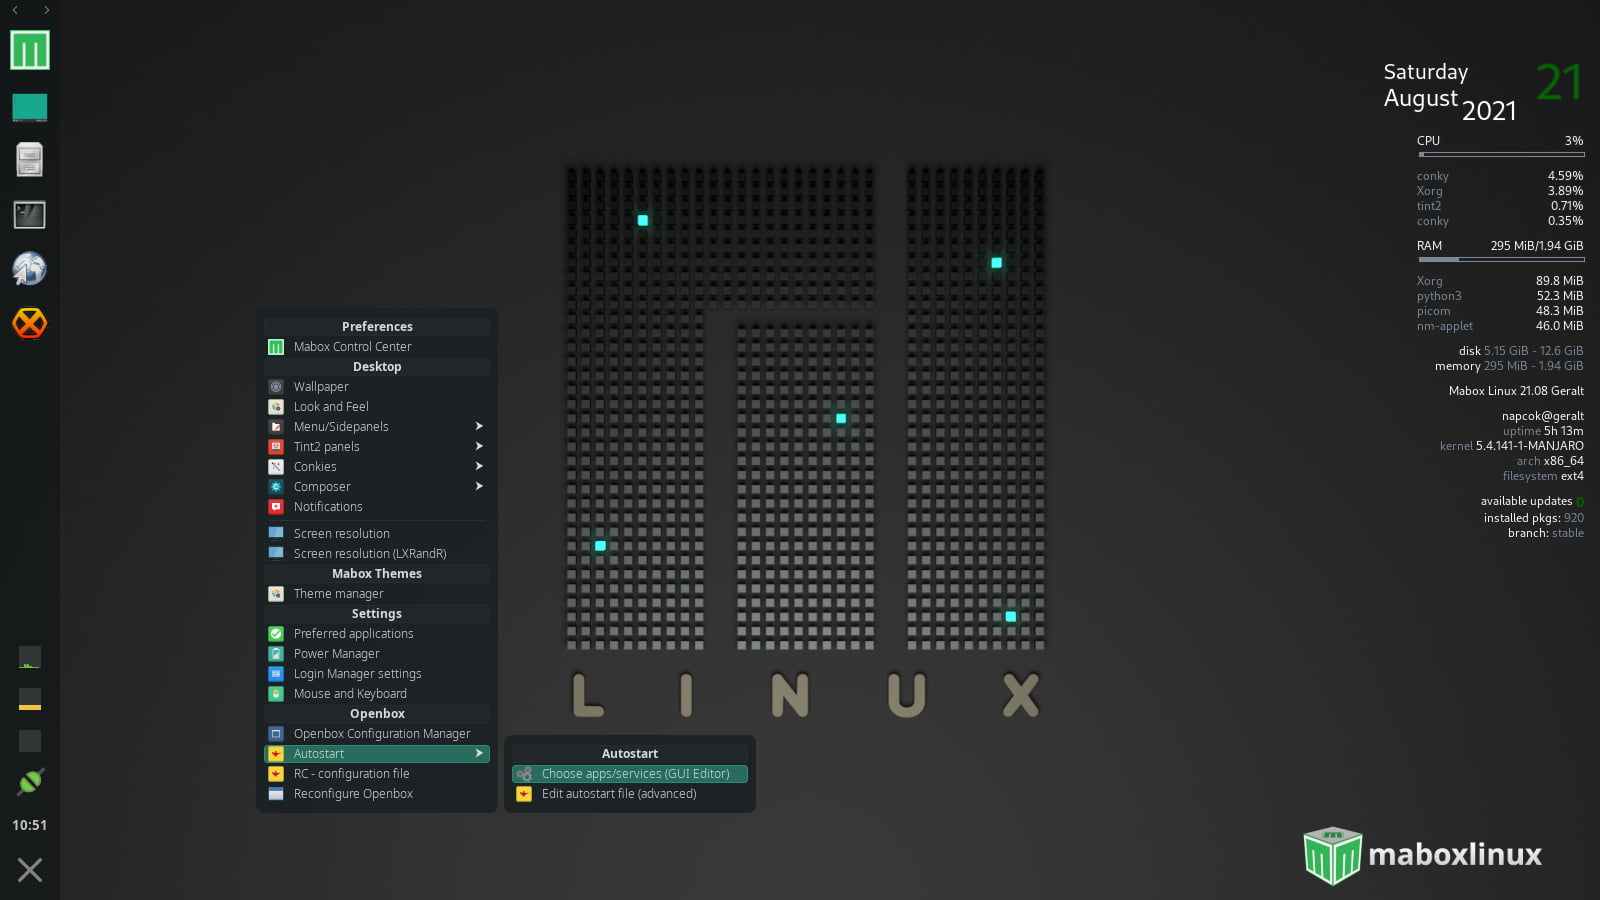 Preferences
Mabox Control Center
Desktop
Wallpaper
Look and Feel
Menu/Sidepanels
Tint2 panels
Conkies
Composer
Notifications
Screen resolution
Screen resolution (LXRandR)
Mabox Themes
Theme manager
Settings
Preferred applications
Power Manager
Login Manager settings
Mouse and Keyboard
Openbox
Openbox Configuration Manager
Autostart
RC - configuration file
Reconfigure Openbox
Autostart
Choose apps/services (GUI Editor)
Edit autostart file (advanced)
10:51
LINUX
Saturday
21
August
2021
CPU 3%
conky 4.59%
Xorg 3.89%
tint2 0.71%
conky 0.35%
RAM 295 MiB/1.94 GiB
Xorg 89.8 MiB
python3 52.3 MiB
picom 48.3 MiB
nm-applet 46.0 MiB
disk 5.15 GiB - 12.6 GiB
memory 295 MiB - 1.94 GiB
Mabox Linux 21.08 Geralt
napcok@geralt
uptime 5h 13m
kernel 5.4.141-1-MANJARO
arch x86_64
filesystem ext4
available updates 0
installed pkgs: 920
branch: stable
maboxlinux